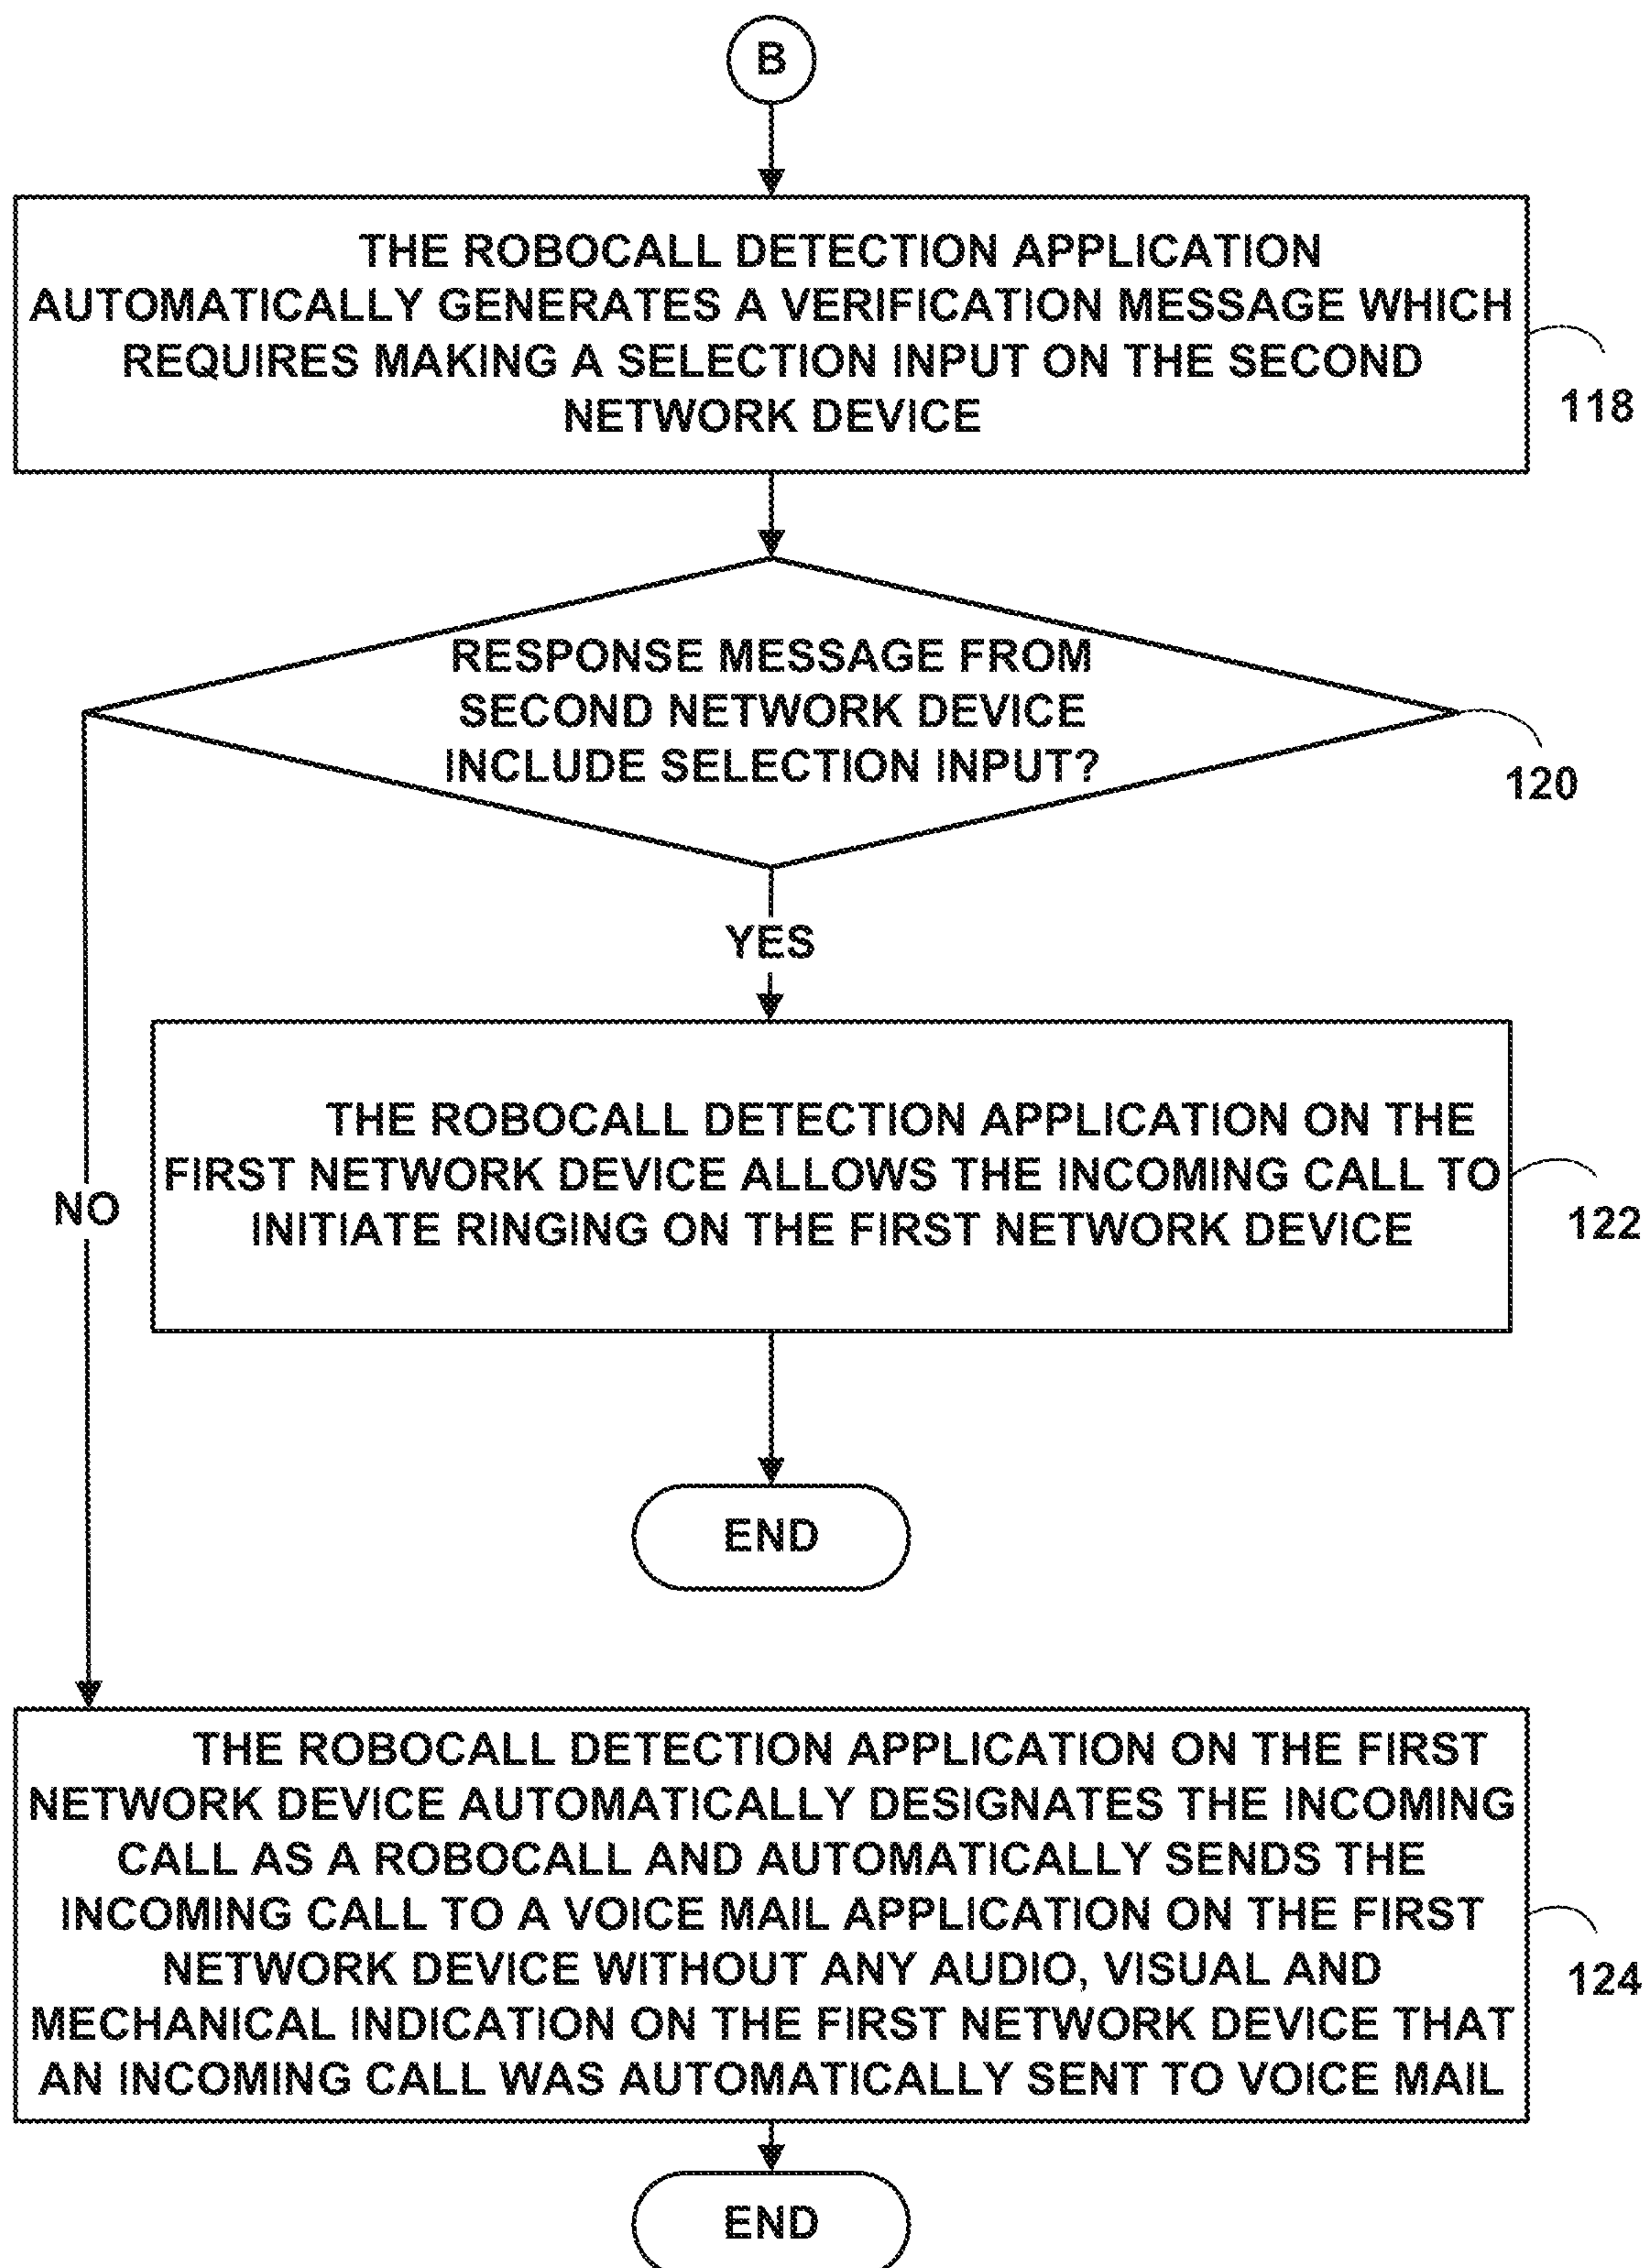 B
THE ROBOCALL DETECTION APPLICATION
AUTOMATICALLY GENERATES A VERIFICATION MESSAGE WHICH
REQUIRES MAKING A SELECTION INPUT ON THE SECOND
NETWORK DEVICE
118
RESPONSE MESSAGE FROM
SECOND NETWORK DEVICE
INCLUDE SELECTION INPUT?
120
YES
THE ROBOCALL DETECTION APPLICATION ON THE
FIRST NETWORK DEVICE ALLOWS THE INCOMING CALL TO
INITIATE RINGING ON THE FIRST NETWORK DEVICE
122
NO
END
THE ROBOCALL DETECTION APPLICATION ON THE FIRST
NETWORK DEVICE AUTOMATICALLY DESIGNATES THE INCOMING
CALL AS A ROBOCALL AND AUTOMATICALLY SENDS THE
INCOMING CALL TO A VOICE MAIL APPLICATION ON THE FIRST
NETWORK DEVICE WITHOUT ANY AUDIO, VISUAL AND
MECHANICAL INDICATION ON THE FIRST NETWORK DEVICE THAT
AN INCOMING CALL WAS AUTOMATICALLY SENT TO VOICE MAIL
124
END